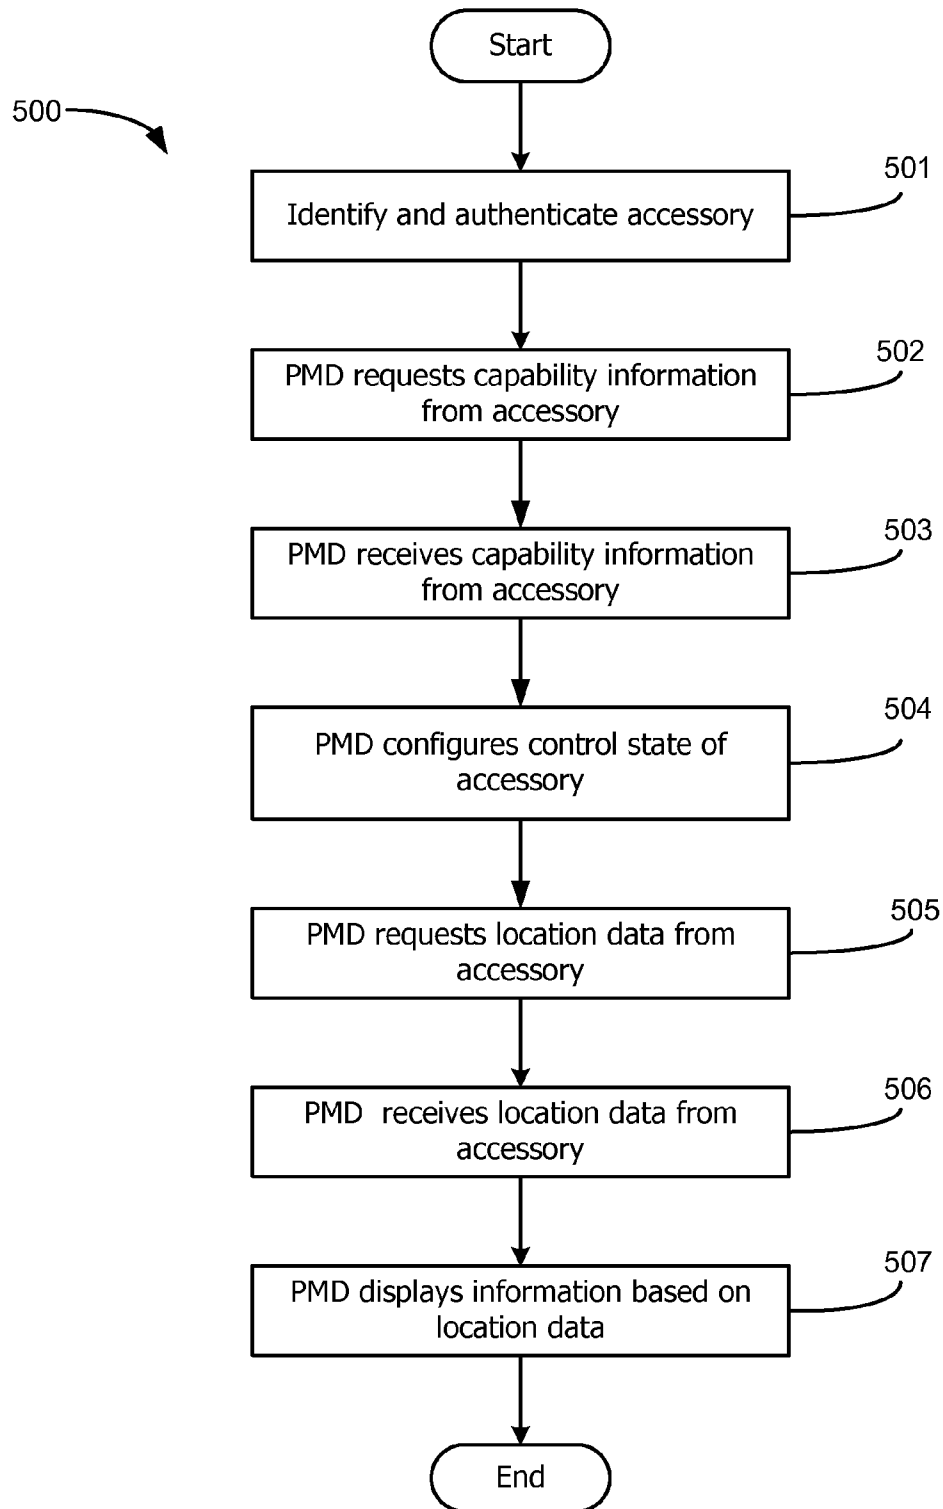 Start
500
501
Identify and authenticate accessory
502
PMD requests capability information
from accessory
503
PMD receives capability information
from accessory
504
PMD configures control state of
accessory
505
PMD requests location data from
accessory
506
PMD receives location data from
accessory
507
PMD displays information based on
location data
End